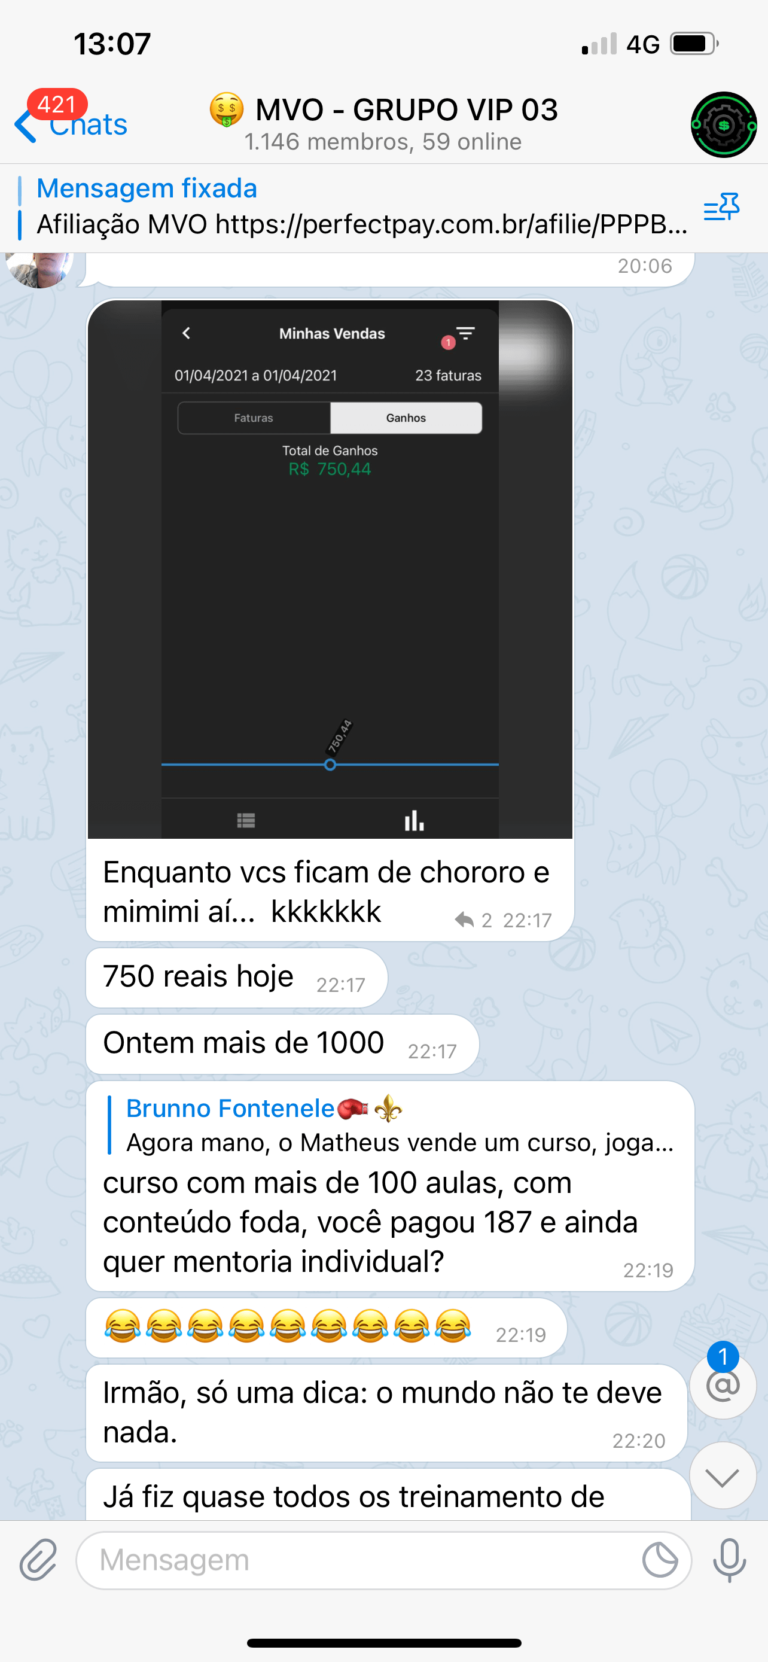 13:07
4G
421
Chats
🤑 MVO - GRUPO VIP 03
1.146 membros, 59 online
$
Mensagem fixada
Afiliação MVO https://perfectpay.com.br/afilie/PPPB...
20:06
Minhas Vendas
1
01/04/2021 a 01/04/2021
23 faturas
Faturas
Ganhos
Total de Ganhos
R$ 750,44
750,44
Enquanto vcs ficam de chororo e
mimimi aí... kkkkkkk
2 22:17
750 reais hoje 22:17
Ontem mais de 1000 22:17
Brunno Fontenele🥊⚜️
Agora mano, o Matheus vende um curso, joga...
curso com mais de 100 aulas, com
conteúdo foda, você pagou 187 e ainda
quer mentoria individual?
22:19
😂😂😂😂😂😂😂😂😂 22:19
Irmão, só uma dica: o mundo não te deve
nada.
22:20
1
@
Já fiz quase todos os treinamento de
Mensagem